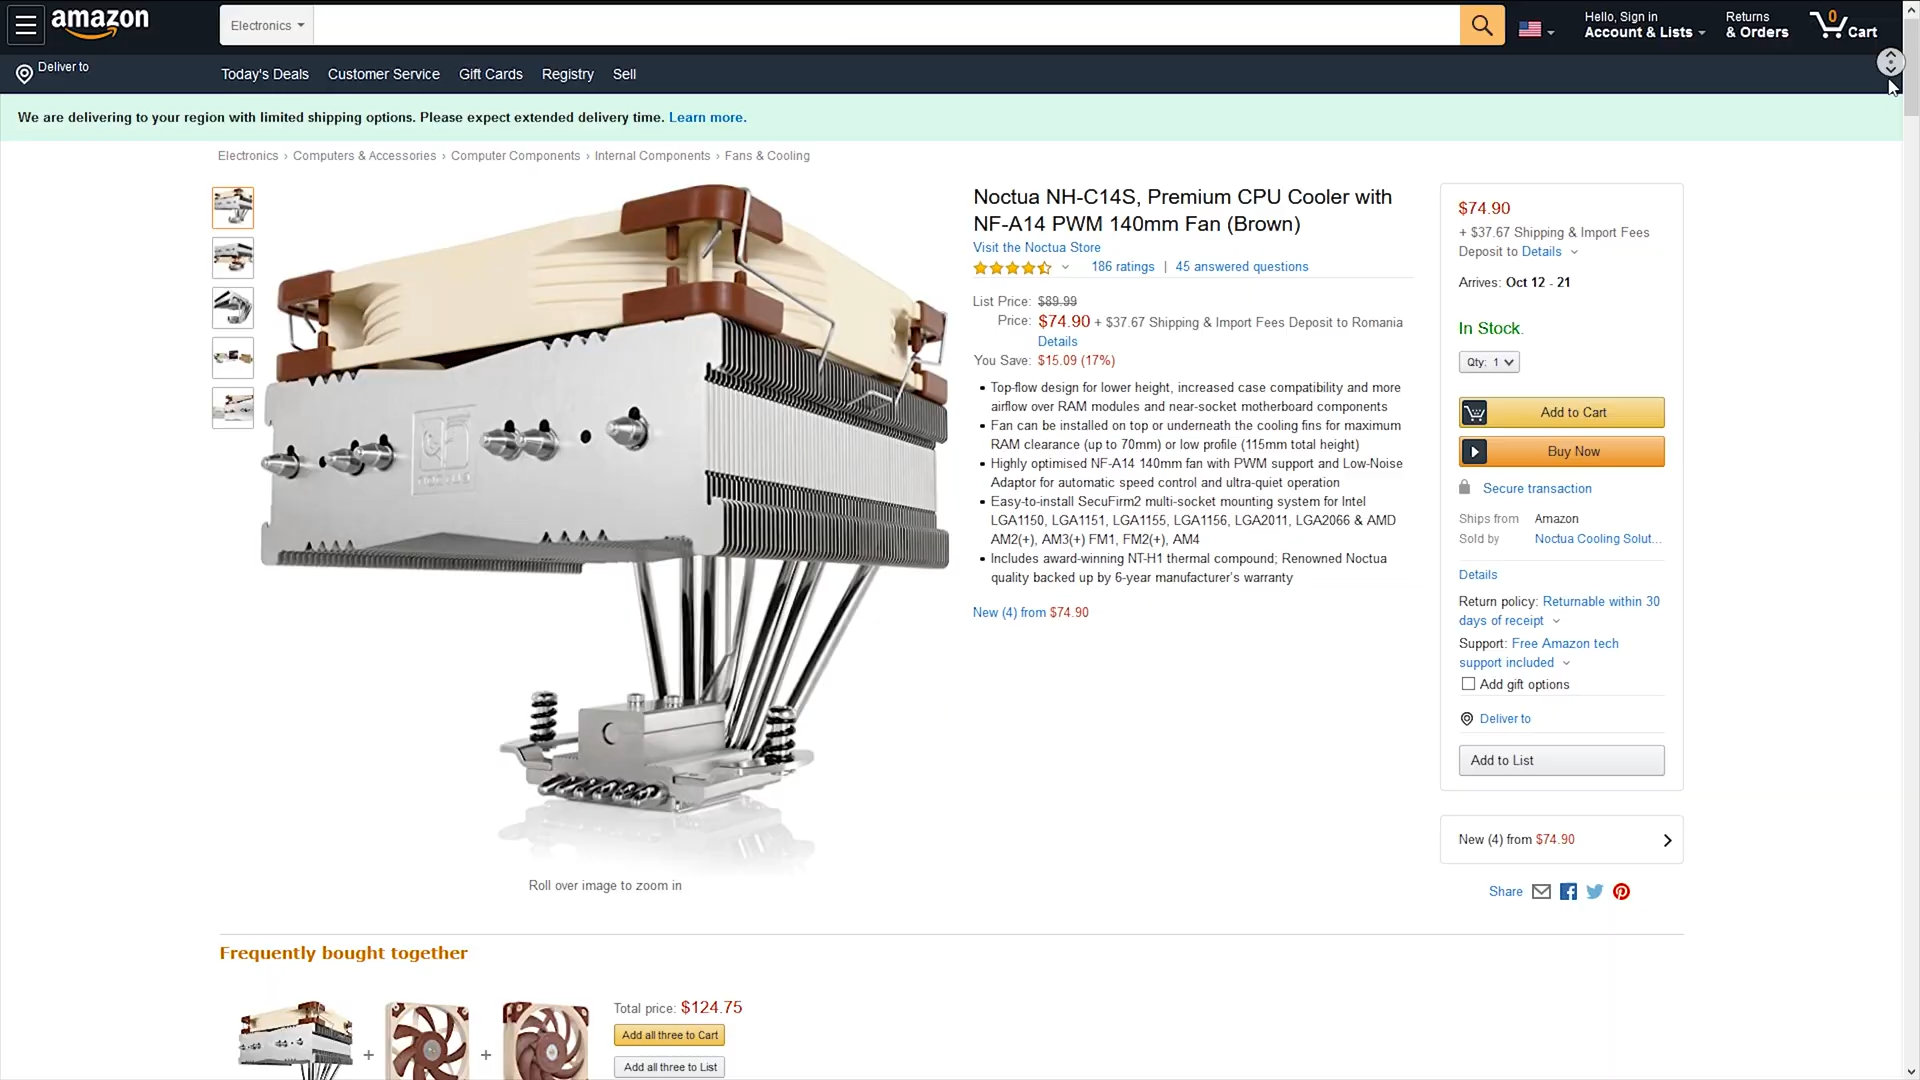 amazon
Electronics
Hello, Sign in
Account & Lists
Returns
& Orders
0
Cart
Deliver to
Today's Deals
Customer Service
Gift Cards
Registry
Sell
We are delivering to your region with limited shipping options. Please expect extended delivery time. Learn more.
Electronics › Computers & Accessories › Computer Components › Internal Components › Fans & Cooling
Noctua NH-C14S, Premium CPU Cooler with
NF-A14 PWM 140mm Fan (Brown)
Visit the Noctua Store
186 ratings | 45 answered questions
List Price: $89.99
Price: $74.90 + $37.67 Shipping & Import Fees Deposit to Romania
Details
You Save: $15.09 (17%)
Top-flow design for lower height, increased case compatibility and more
airflow over RAM modules and near-socket motherboard components
Fan can be installed on top or underneath the cooling fins for maximum
RAM clearance (up to 70mm) or low profile (115mm total height)
Highly optimised NF-A14 140mm fan with PWM support and Low-Noise
Adaptor for automatic speed control and ultra-quiet operation
Easy-to-install SecuFirm2 multi-socket mounting system for Intel
LGA1150, LGA1151, LGA1155, LGA1156, LGA2011, LGA2066 & AMD
AM2(+), AM3(+) FM1, FM2(+), AM4
Includes award-winning NT-H1 thermal compound; Renowned Noctua
quality backed up by 6-year manufacturer's warranty
New (4) from $74.90
$74.90
+ $37.67 Shipping & Import Fees
Deposit to Details
Arrives: Oct 12 - 21
In Stock.
Qty: 1
Add to Cart
Buy Now
Secure transaction
Ships from Amazon
Sold by Noctua Cooling Solut...
Details
Return policy: Returnable within 30
days of receipt
Support: Free Amazon tech
support included
Add gift options
Deliver to
Add to List
New (4) from $74.90
Share
Roll over image to zoom in
Frequently bought together
Total price: $124.75
Add all three to Cart
Add all three to List
+
+